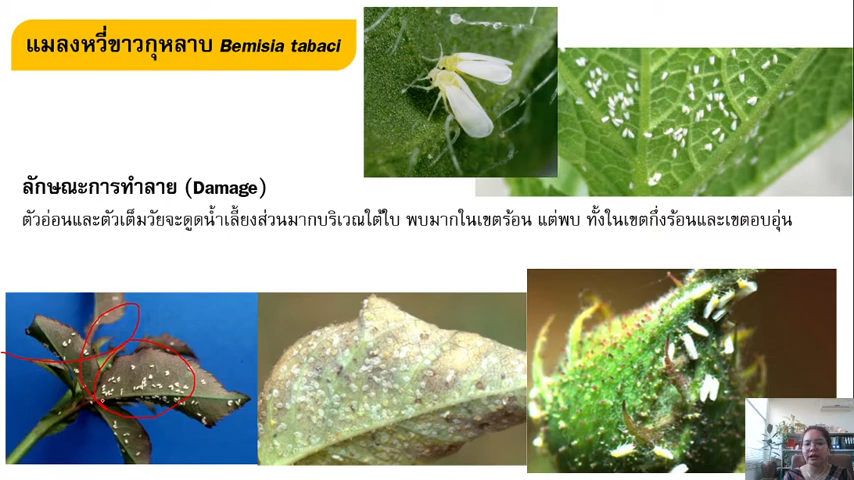 แมลงหวี่ขาวกุหลาบ Bemisia tabaci
ลักษณะการทำลาย (Damage)
ตัวอ่อนและตัวเต็มวัยจะดูดน้ำเลี้ยงส่วนมากบริเวณใต้ใบ พบมากในเขตร้อน แต่พบ ทั้งในเขตกึ่งร้อนและเขตอบอุ่น